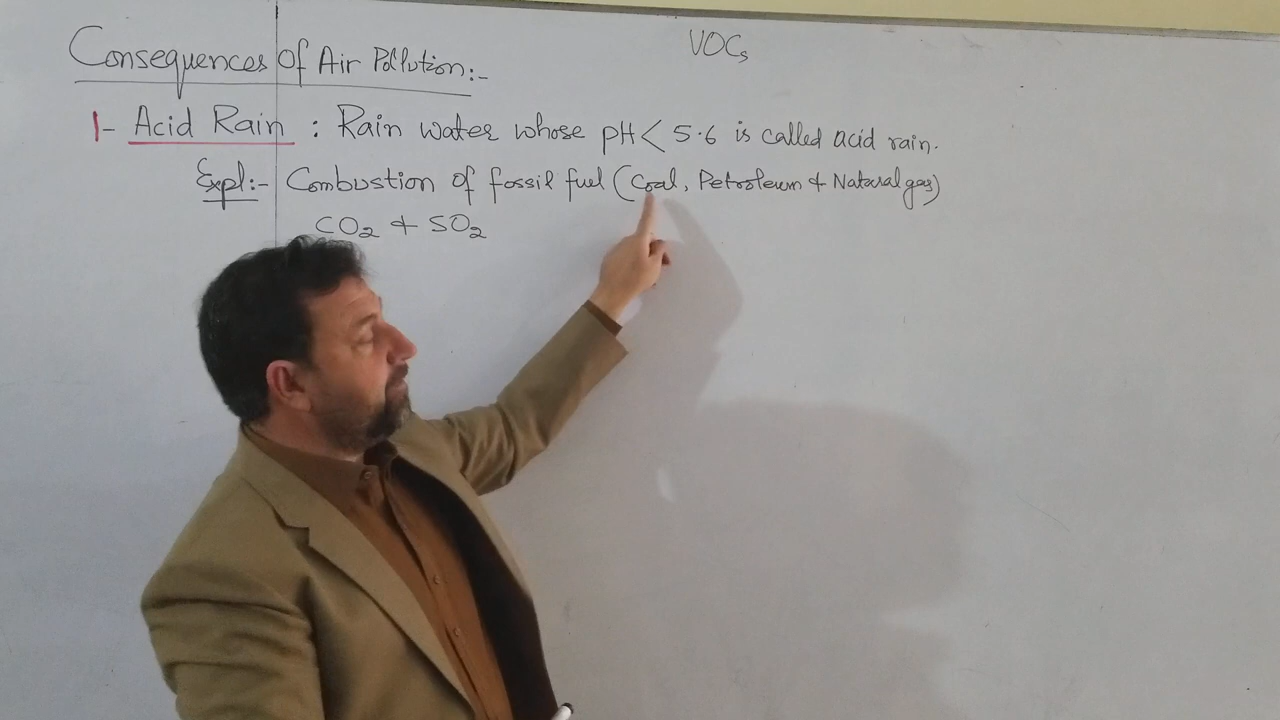 VOCs
Consequences Of Air Pollution:-
1- Acid Rain : Rain water whose pH < 5.6 is called acid rain.
Expl:- Combustion of fossil fuel (Coal, Petroleum & Natural gas)
CO₂ + SO₂